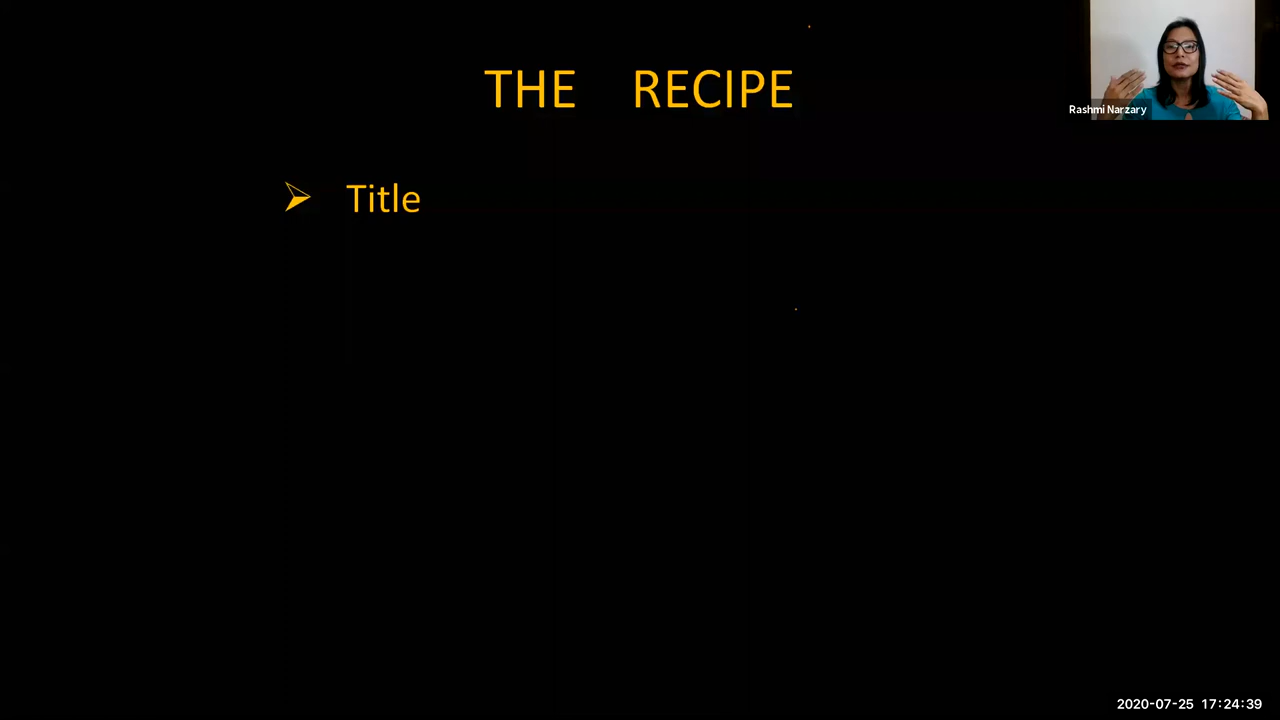 THE RECIPE
Rashmi Narzary
➢ Title
2020-07-25 17:24:39